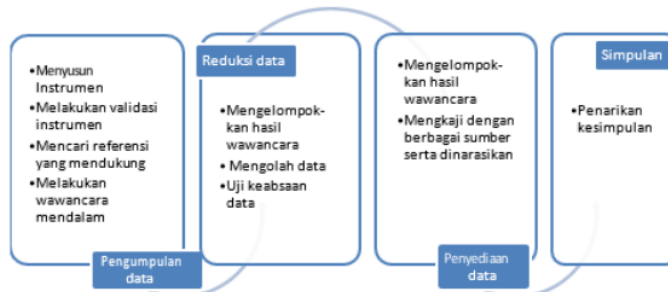 •Menyusun
Instrumen
•Melakukan validasi
instrumen
•Mencari referensi
yang mendukung
•Melakukan
wawancara
mendalam
Pengumpulan
data
Reduksi data
•Mengelompok-
kan hasil
wawancara
• Mengolah data
•Uji keabsaan
data
•Mengelompok-
kan hasil
wawancara
•Mengkaji dengan
berbagai sumber
serta dinarasikan
Penyediaan
data
Simpulan
•Penarikan
kesimpulan